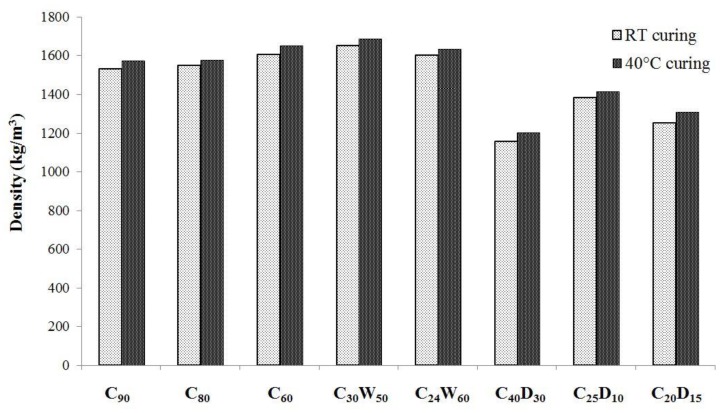 1800
1600
1400
1200
1000
800
600
400
200
0
Density (kg/m³)
RT curing
40°C curing
C₉₀ C₈₀ C₆₀ C₃₀W₅₀ C₂₄W₆₀ C₄₀D₃₀ C₂₅D₁₀ C₂₀D₁₅